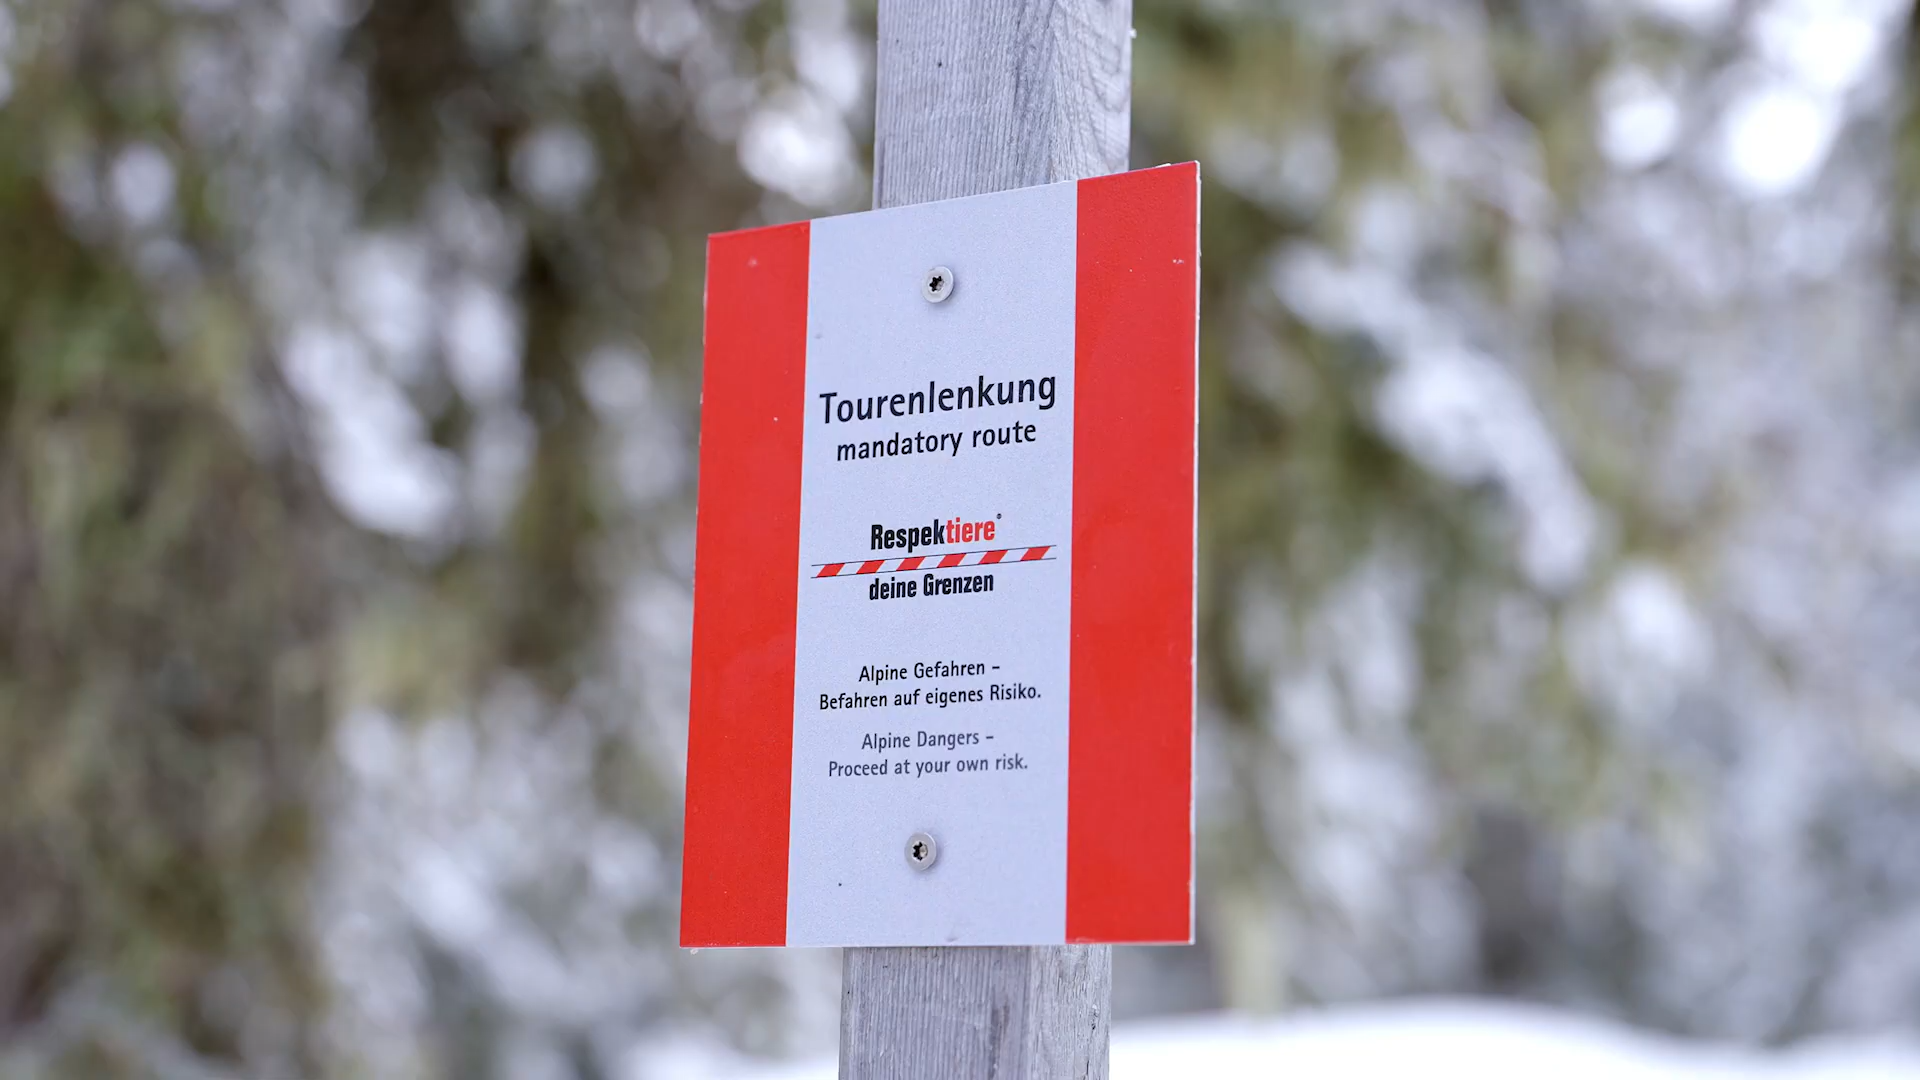 Tourenlenkung
mandatory route
Respektiere®
deine Grenzen
Alpine Gefahren –
Befahren auf eigenes Risiko.
Alpine Dangers –
Proceed at your own risk.